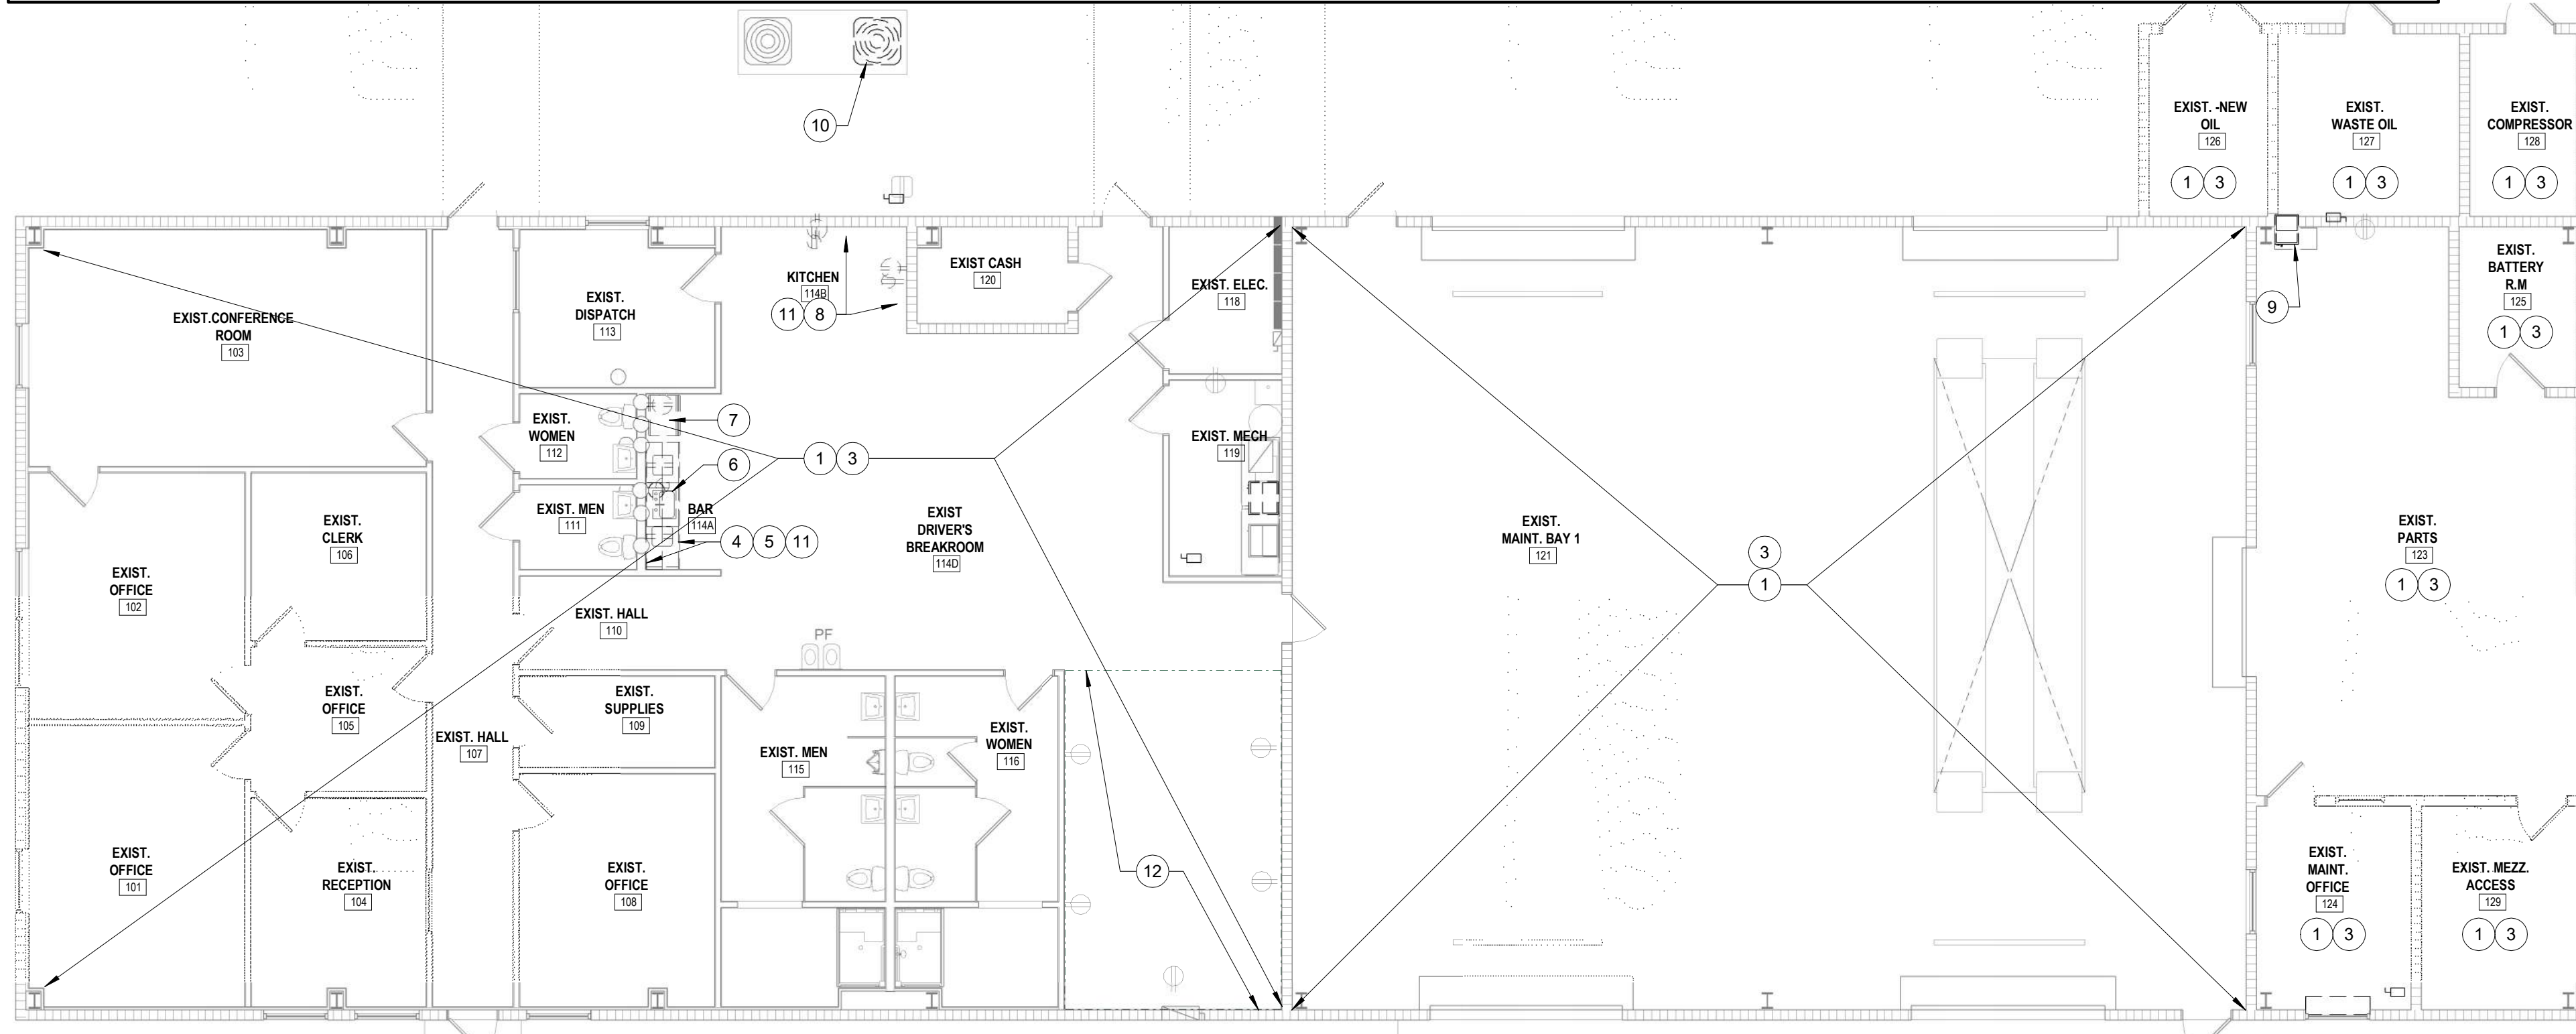 10
EXIST. -NEW
OIL
126
1 3
EXIST.
WASTE OIL
127
1 3
EXIST.
COMPRESSOR
128
1 3
EXIST.CONFERENCE
ROOM
103
EXIST.
DISPATCH
113
KITCHEN
114B
11 8
EXIST CASH
120
EXIST. ELEC.
118
9
EXIST.
BATTERY
R.M
125
1 3
EXIST.
WOMEN
112
7
6
1 3
EXIST. MECH
119
EXIST. MEN
111
BAR
114A
4 5 11
EXIST
DRIVER'S
BREAKROOM
114D
EXIST.
MAINT. BAY 1
121
3
1
EXIST.
PARTS
123
1 3
EXIST.
CLERK
106
EXIST.
OFFICE
102
EXIST. HALL
110
PF
EXIST.
OFFICE
105
EXIST. HALL
107
EXIST.
SUPPLIES
109
EXIST. MEN
115
EXIST.
WOMEN
116
12
EXIST.
OFFICE
101
EXIST.
RECEPTION
104
EXIST.
OFFICE
108
EXIST.
MAINT.
OFFICE
124
1 3
EXIST. MEZZ.
ACCESS
129
1 3